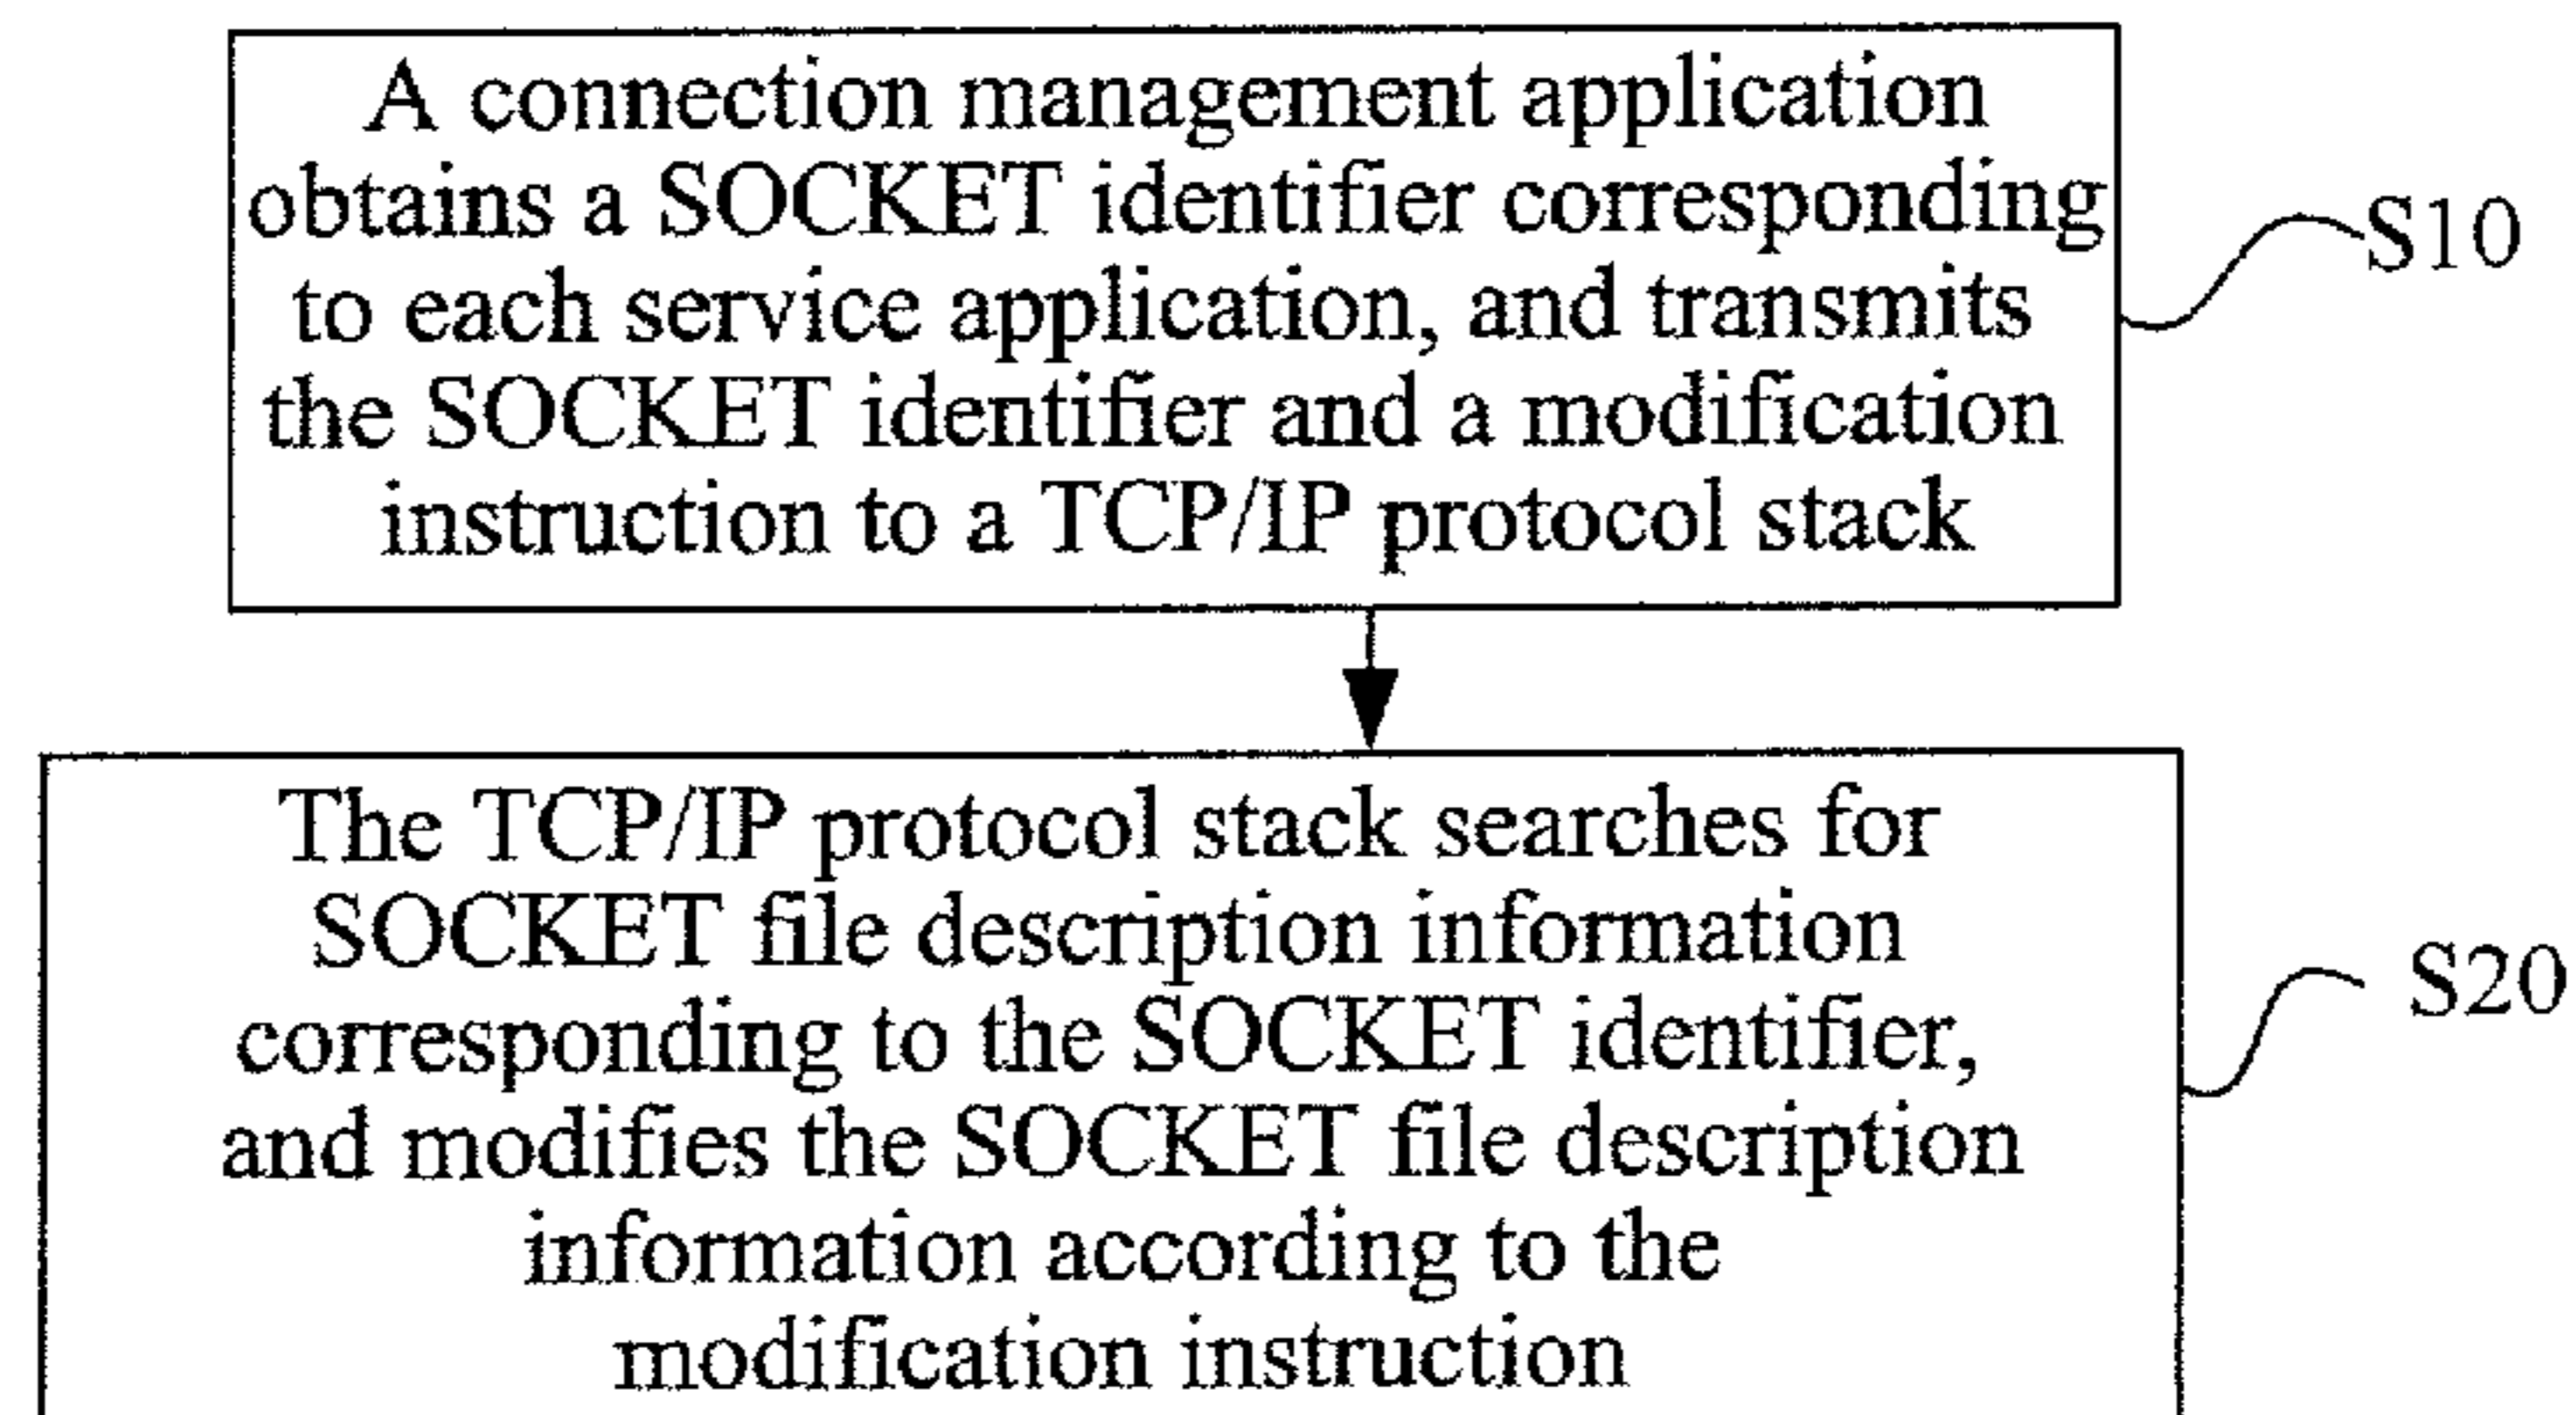 A connection management application
obtains a SOCKET identifier corresponding
to each service application, and transmits
the SOCKET identifier and a modification
instruction to a TCP/IP protocol stack
S10
The TCP/IP protocol stack searches for
SOCKET file description information
corresponding to the SOCKET identifier,
and modifies the SOCKET file description
information according to the
modification instruction
S20